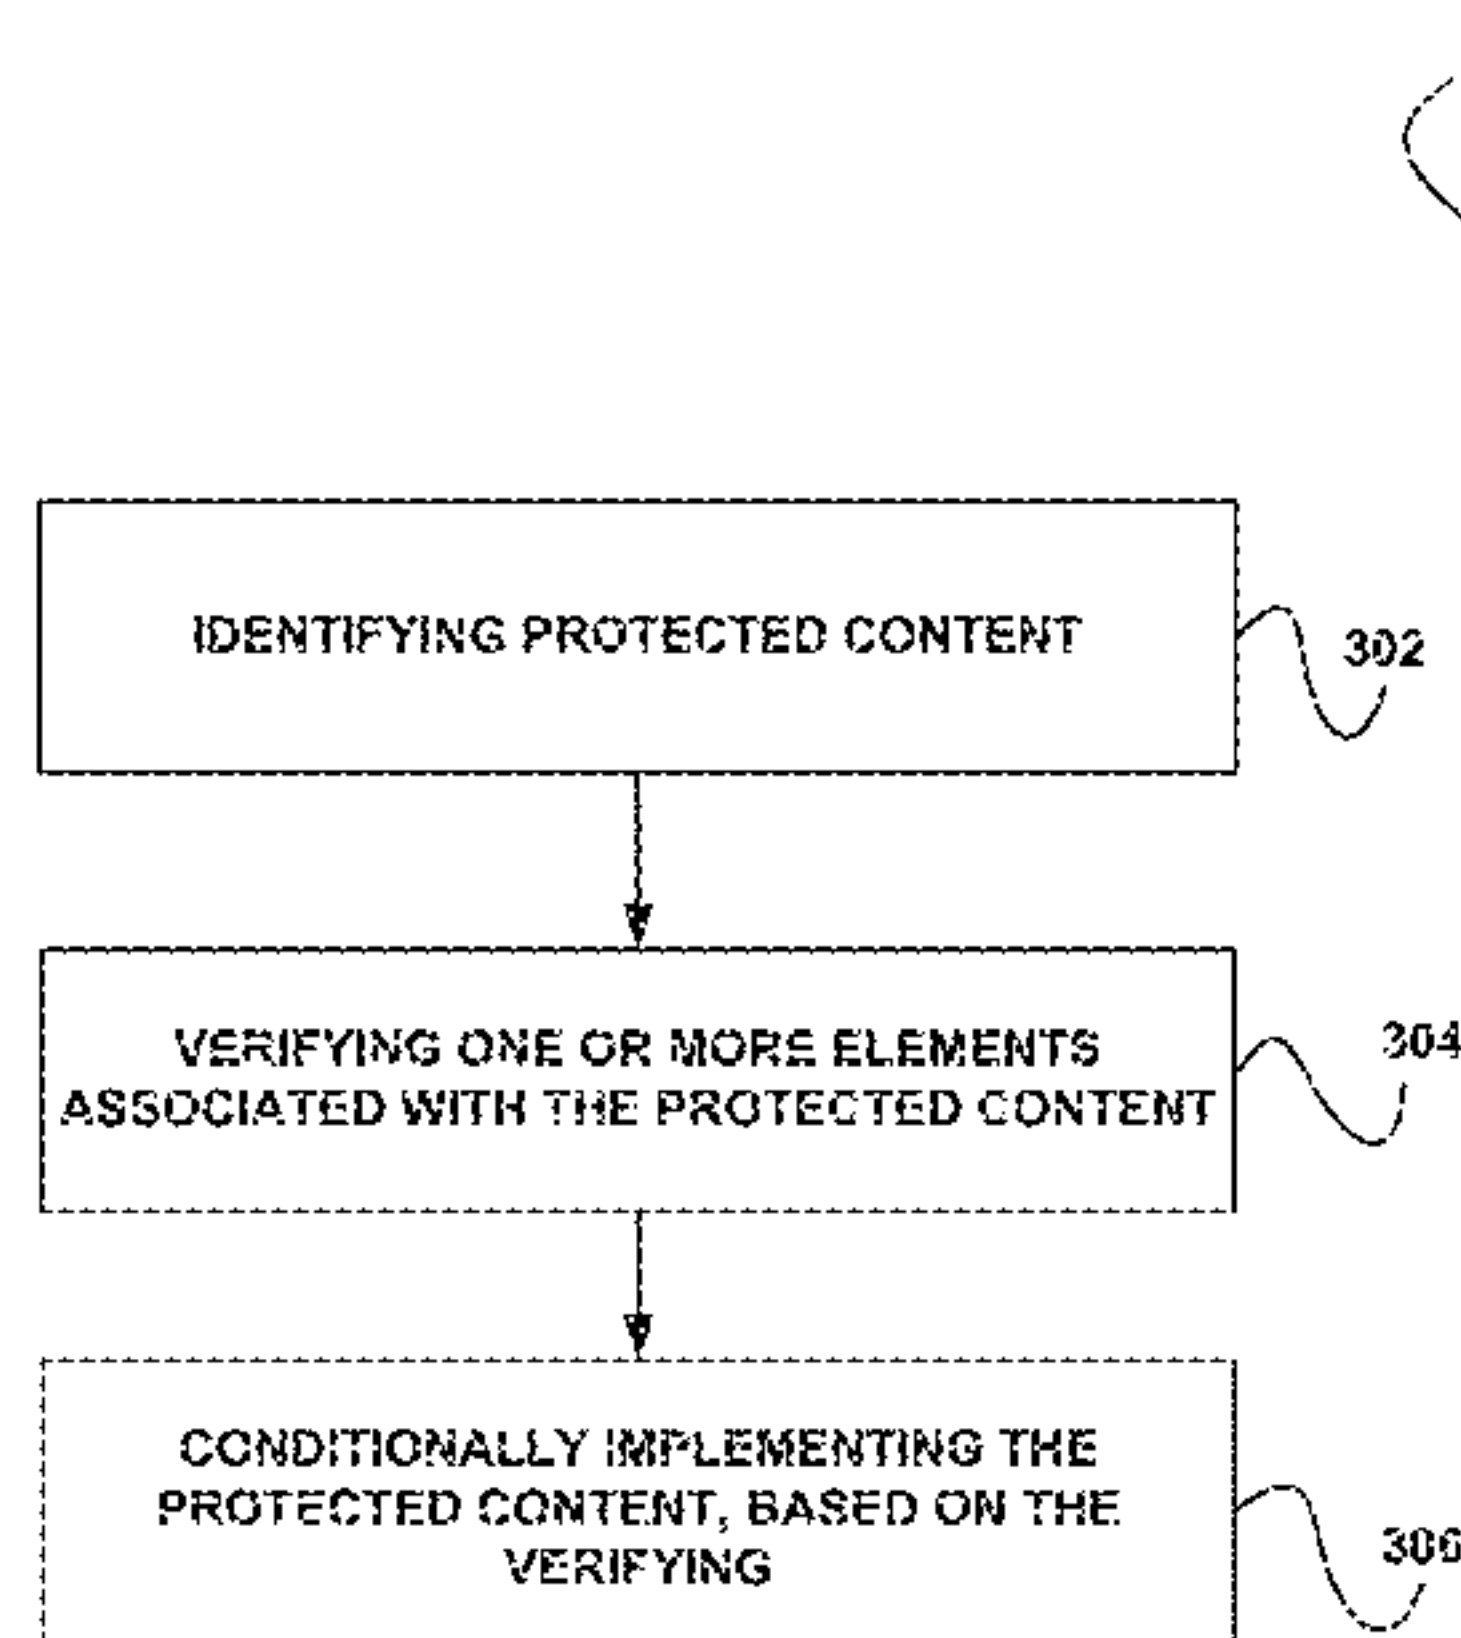 IDENTIFYING PROTECTED CONTENT
302
VERIFYING ONE OR MORE ELEMENTS
ASSOCIATED WITH THE PROTECTED CONTENT
304
CONDITIONALLY IMPLEMENTING THE
PROTECTED CONTENT, BASED ON THE
VERIFYING
306